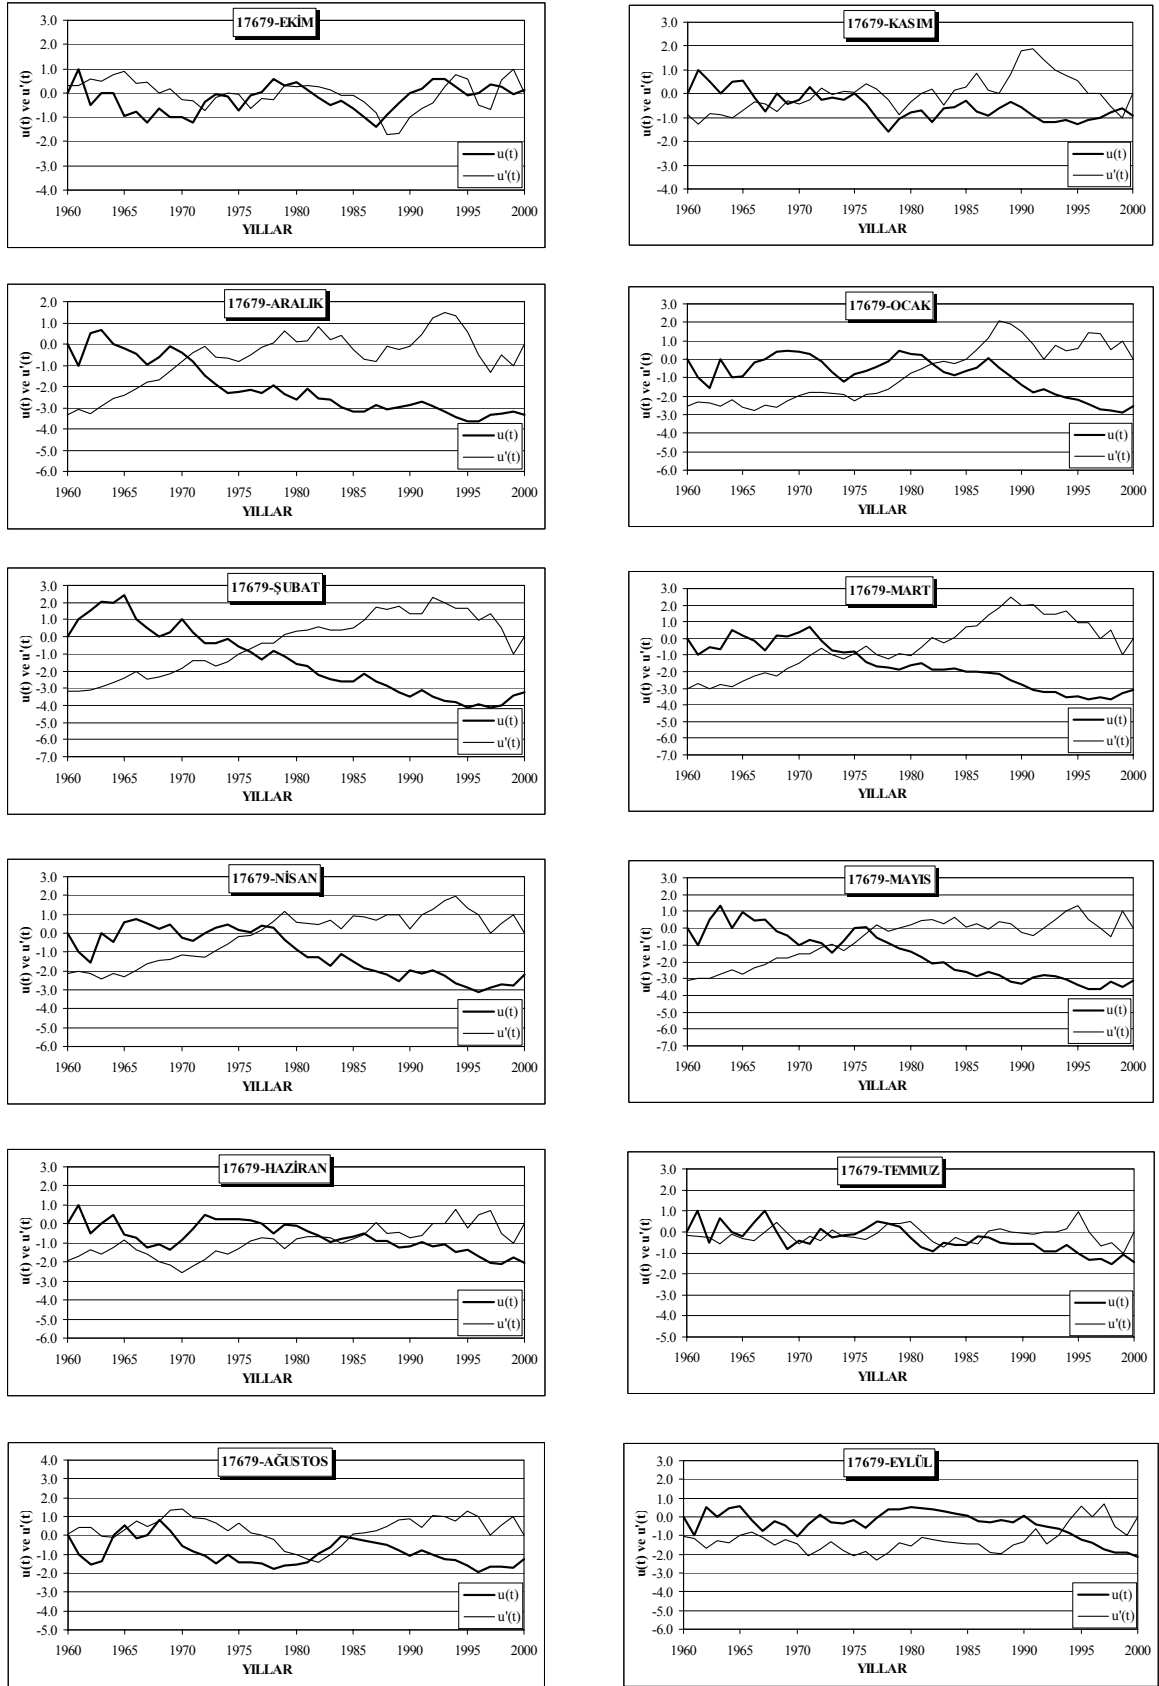 17679-EKİM
u(t) ve u'(t)
3.0
2.0
1.0
0.0
-1.0
-2.0
-3.0
-4.0
1960 1965 1970 1975 1980 1985 1990 1995 2000
YILLAR
u(t)
u'(t)
17679-KASIM
u(t) ve u'(t)
3.0
2.0
1.0
0.0
-1.0
-2.0
-3.0
-4.0
1960 1965 1970 1975 1980 1985 1990 1995 2000
YILLAR
u(t)
u'(t)
17679-ARALIK
u(t) ve u'(t)
2.0
1.0
0.0
-1.0
-2.0
-3.0
-4.0
-5.0
-6.0
1960 1965 1970 1975 1980 1985 1990 1995 2000
YILLAR
u(t)
u'(t)
17679-OCAK
u(t) ve u'(t)
3.0
2.0
1.0
0.0
-1.0
-2.0
-3.0
-4.0
-5.0
-6.0
1960 1965 1970 1975 1980 1985 1990 1995 2000
YILLAR
u(t)
u'(t)
17679-ŞUBAT
u(t) ve u'(t)
3.0
2.0
1.0
0.0
-1.0
-2.0
-3.0
-4.0
-5.0
-6.0
-7.0
1960 1965 1970 1975 1980 1985 1990 1995 2000
YILLAR
u(t)
u'(t)
17679-MART
u(t) ve u'(t)
3.0
2.0
1.0
0.0
-1.0
-2.0
-3.0
-4.0
-5.0
-6.0
-7.0
1960 1965 1970 1975 1980 1985 1990 1995 2000
YILLAR
u(t)
u'(t)
17679-NİSAN
u(t) ve u'(t)
3.0
2.0
1.0
0.0
-1.0
-2.0
-3.0
-4.0
-5.0
-6.0
1960 1965 1970 1975 1980 1985 1990 1995 2000
YILLAR
u(t)
u'(t)
17679-MAYIS
u(t) ve u'(t)
3.0
2.0
1.0
0.0
-1.0
-2.0
-3.0
-4.0
-5.0
-6.0
-7.0
1960 1965 1970 1975 1980 1985 1990 1995 2000
YILLAR
u(t)
u'(t)
17679-HAZİRAN
u(t) ve u'(t)
3.0
2.0
1.0
0.0
-1.0
-2.0
-3.0
-4.0
-5.0
-6.0
1960 1965 1970 1975 1980 1985 1990 1995 2000
YILLAR
u(t)
u'(t)
17679-TEMMUZ
u(t) ve u'(t)
3.0
2.0
1.0
0.0
-1.0
-2.0
-3.0
-4.0
-5.0
1960 1965 1970 1975 1980 1985 1990 1995 2000
YILLAR
u(t)
u'(t)
17679-AĞUSTOS
u(t) ve u'(t)
4.0
3.0
2.0
1.0
0.0
-1.0
-2.0
-3.0
-4.0
-5.0
1960 1965 1970 1975 1980 1985 1990 1995 2000
YILLAR
u(t)
u'(t)
17679-EYLÜL
u(t) ve u'(t)
3.0
2.0
1.0
0.0
-1.0
-2.0
-3.0
-4.0
-5.0
-6.0
1960 1965 1970 1975 1980 1985 1990 1995 2000
YILLAR
u(t)
u'(t)